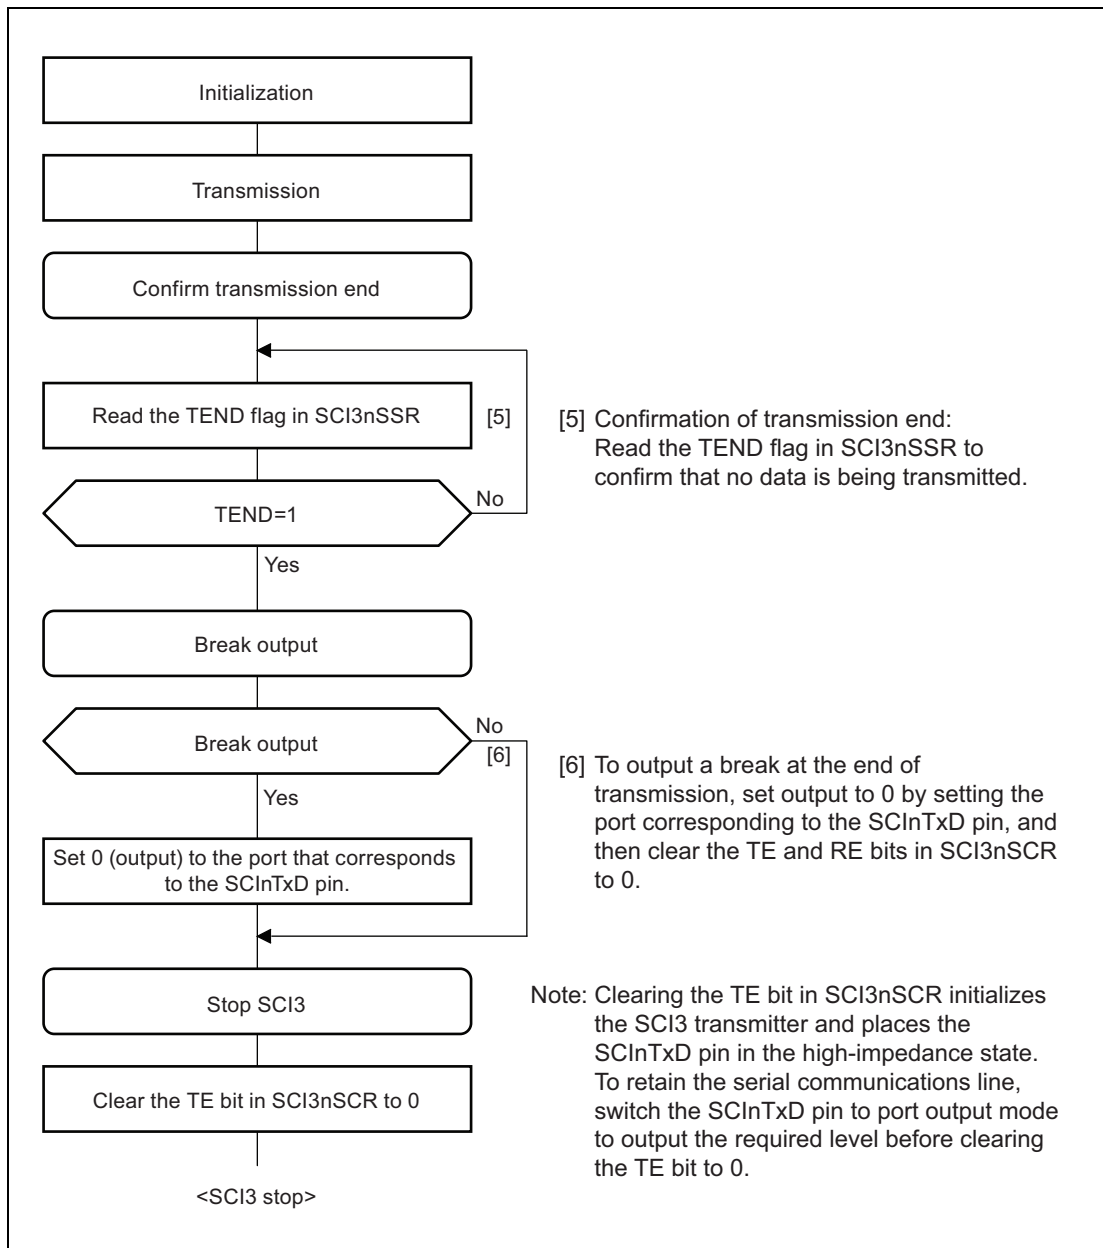 Initialization
Transmission
Confirm transmission end
Read the TEND flag in SCI3nSSR
[5]
[5] Confirmation of transmission end:
Read the TEND flag in SCI3nSSR to
confirm that no data is being transmitted.
No
TEND=1
Yes
Break output
No
Break output
[6]
Yes
[6] To output a break at the end of
transmission, set output to 0 by setting the
port corresponding to the SCInTxD pin, and
then clear the TE and RE bits in SCI3nSCR
to 0.
Set 0 (output) to the port that corresponds
to the SCInTxD pin.
Stop SCI3
Clear the TE bit in SCI3nSCR to 0
Note: Clearing the TE bit in SCI3nSCR initializes
the SCI3 transmitter and places the
SCInTxD pin in the high-impedance state.
To retain the serial communications line,
switch the SCInTxD pin to port output mode
to output the required level before clearing
the TE bit to 0.
<SCI3 stop>